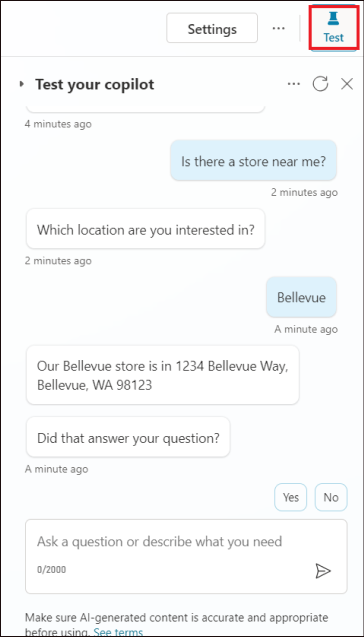 Settings
...
Test
Test your copilot
...
4 minutes ago
Is there a store near me?
2 minutes ago
Which location are you interested in?
2 minutes ago
Bellevue
A minute ago
Our Bellevue store is in 1234 Bellevue Way,
Bellevue, WA 98123
Did that answer your question?
A minute ago
Yes
No
Ask a question or describe what you need
0/2000
Make sure AI-generated content is accurate and appropriate
before using. See terms